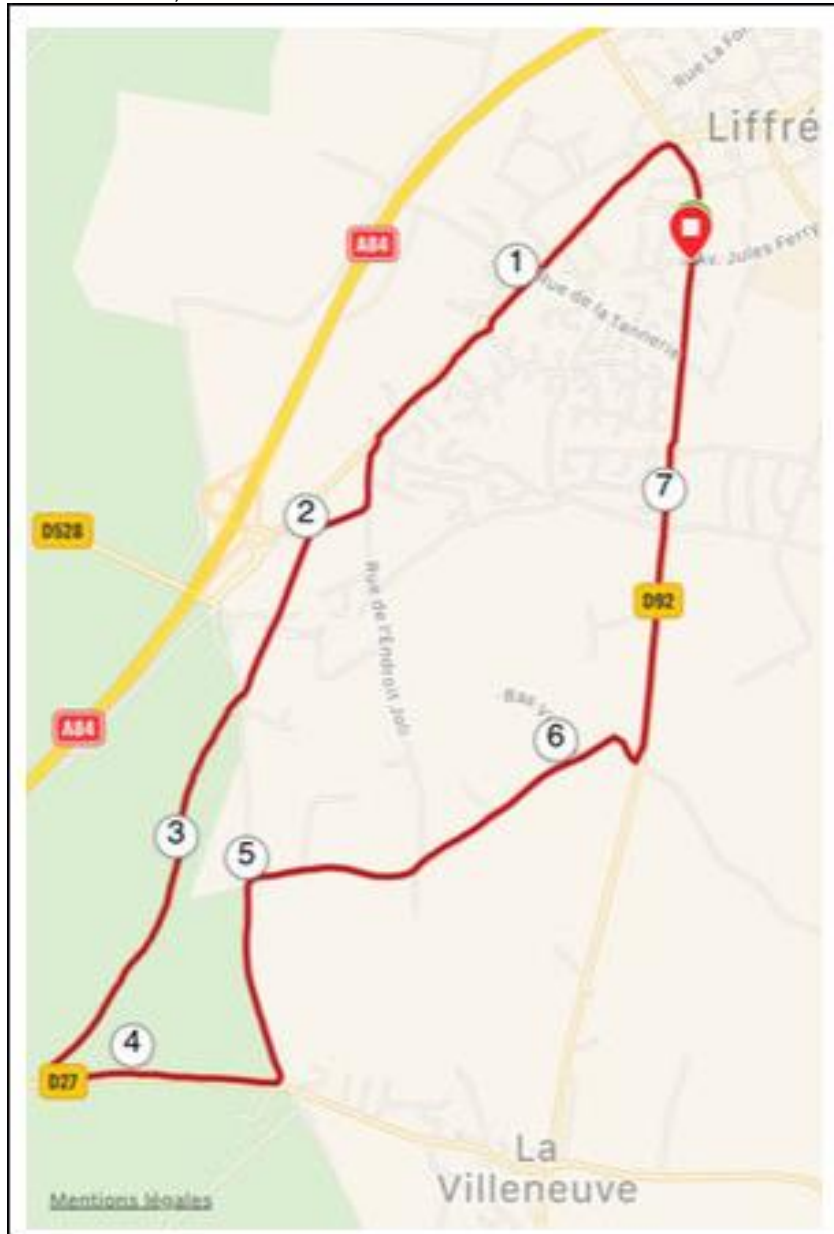 Rue La For
Liffré
A84
Av. Jules Ferry
1
Rue de la Tannerie
2
7
D528
D92
Rue de l'Endroit Joli
A84
6
3
5
4
D27
La
Villeneuve
Mentions légales